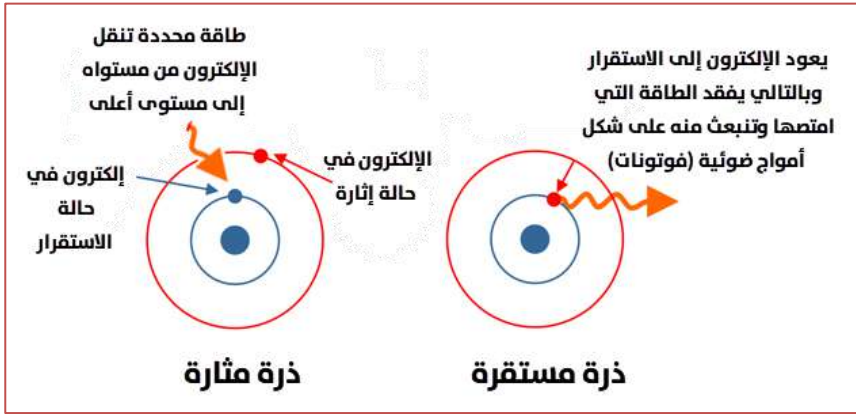 يعود الإلكترون إلى الاستقرار
وبالتالي يفقد الطاقة التي
امتصها وتنبعث منه على شكل
أمواج ضوئية (فوتونات)
ذرة مستقرة
طاقة محددة تنقل
الإلكترون من مستواه
إلى مستوى أعلى
الإلكترون في
حالة إثارة
إلكترون في
حالة
الاستقرار
ذرة مثارة